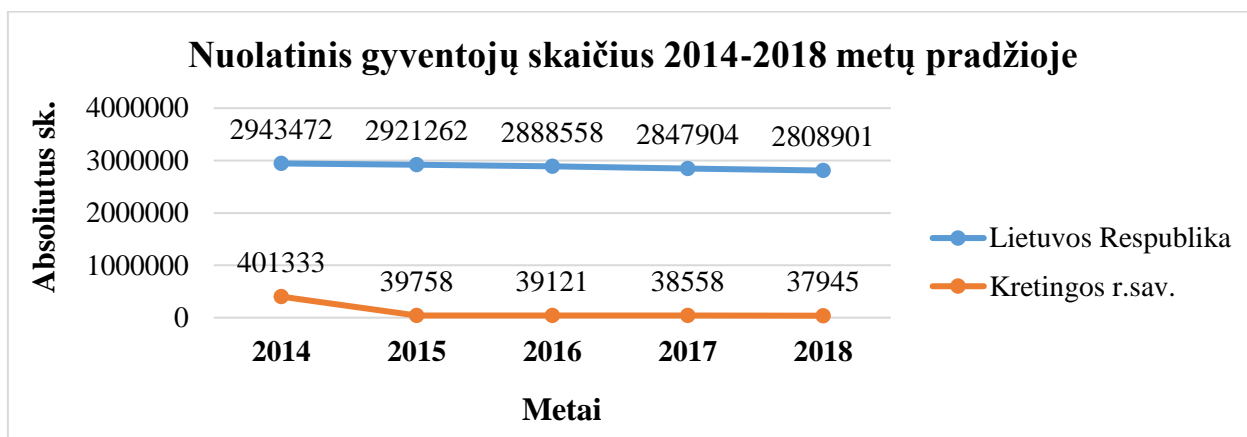 Nuolatinis gyventojų skaičius 2014-2018 metų pradžioje
Absoliutus sk.
4000000
3000000
2000000
1000000
0
2943472 2921262 2888558 2847904 2808901
401333 39758 39121 38558 37945
2014 2015 2016 2017 2018
Metai
Lietuvos Respublika
Kretingos r.sav.